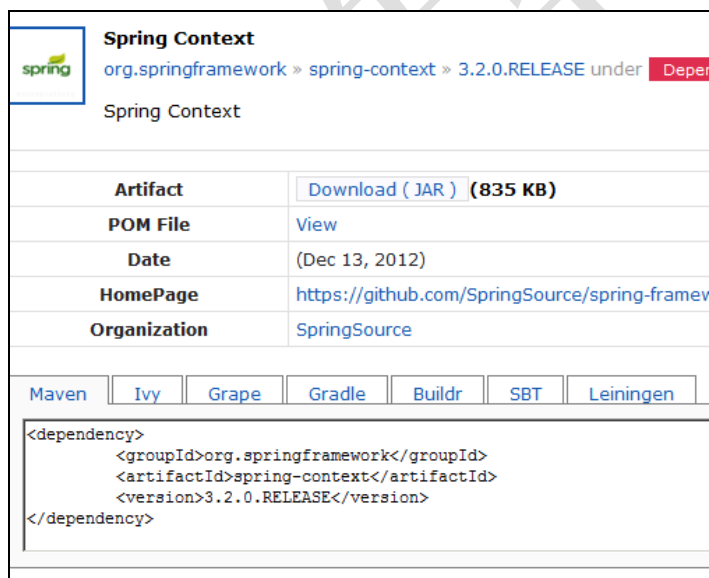 Spring Context
spring
org.springframework » spring-context » 3.2.0.RELEASE under
Spring Context
Artifact Download ( JAR ) (835 KB)
POM File View
Date (Dec 13, 2012)
HomePage https://github.com/SpringSource/spring-framew
Organization SpringSource
Maven Ivy Grape Gradle Buildr SBT Leiningen
<dependency>
<groupId>org.springframework</groupId>
<artifactId>spring-context</artifactId>
<version>3.2.0.RELEASE</version>
</dependency>